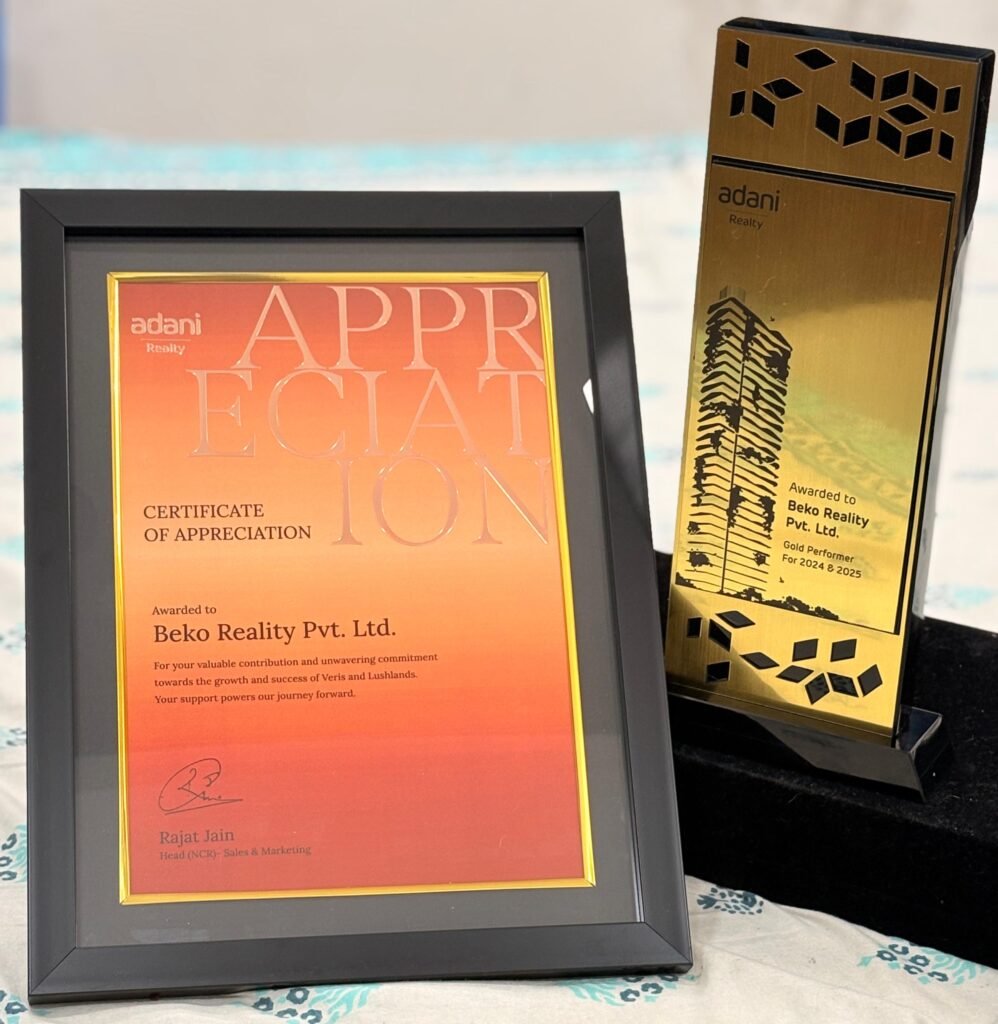 adani
Realty
APPR
ECIAT
ION
CERTIFICATE
OF APPRECIATION
Awarded to
Beko Reality Pvt. Ltd.
For your valuable contribution and unwavering commitment
towards the growth and success of Veris and Lushlands.
Your support powers our journey forward.
Rajat Jain
Head (NCR)- Sales & Marketing
adani
Realty
Awarded to
Beko Reality
Pvt. Ltd.
Gold Performer
For 2024 & 2025